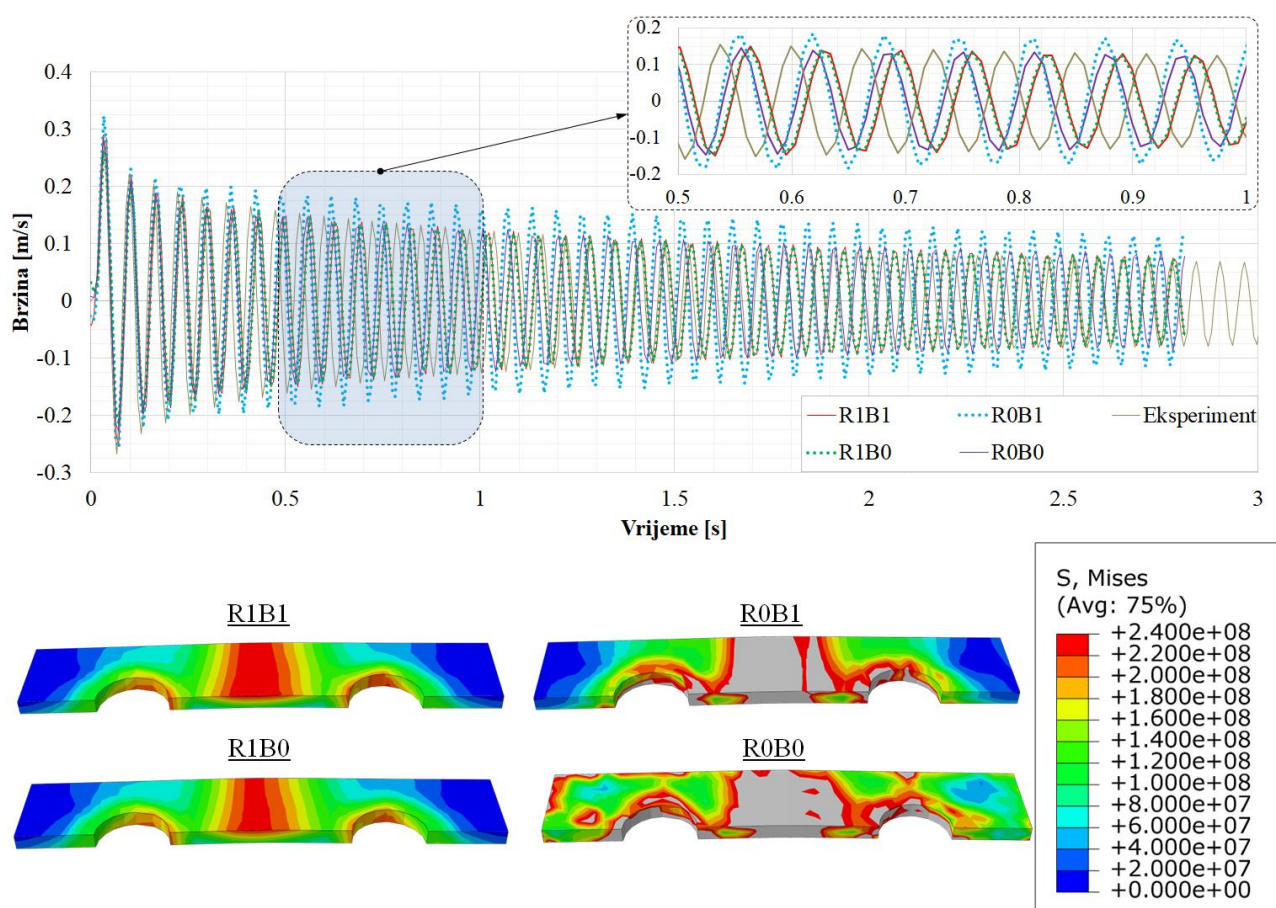 0.2
0.1
0
-0.1
-0.2
0.5 0.6 0.7 0.8 0.9 1
0.4
0.3
0.2
0.1
0
-0.1
-0.2
-0.3
Brzina [m/s]
0 0.5 1 1.5 2 2.5 3
Vrijeme [s]
R1B1 R0B1 Eksperiment
R1B0 R0B0
R1B1 R0B1
R1B0 R0B0
S, Mises
(Avg: 75%)
+2.400e+08
+2.200e+08
+2.000e+08
+1.800e+08
+1.600e+08
+1.400e+08
+1.200e+08
+1.000e+08
+8.000e+07
+6.000e+07
+4.000e+07
+2.000e+07
+0.000e+00